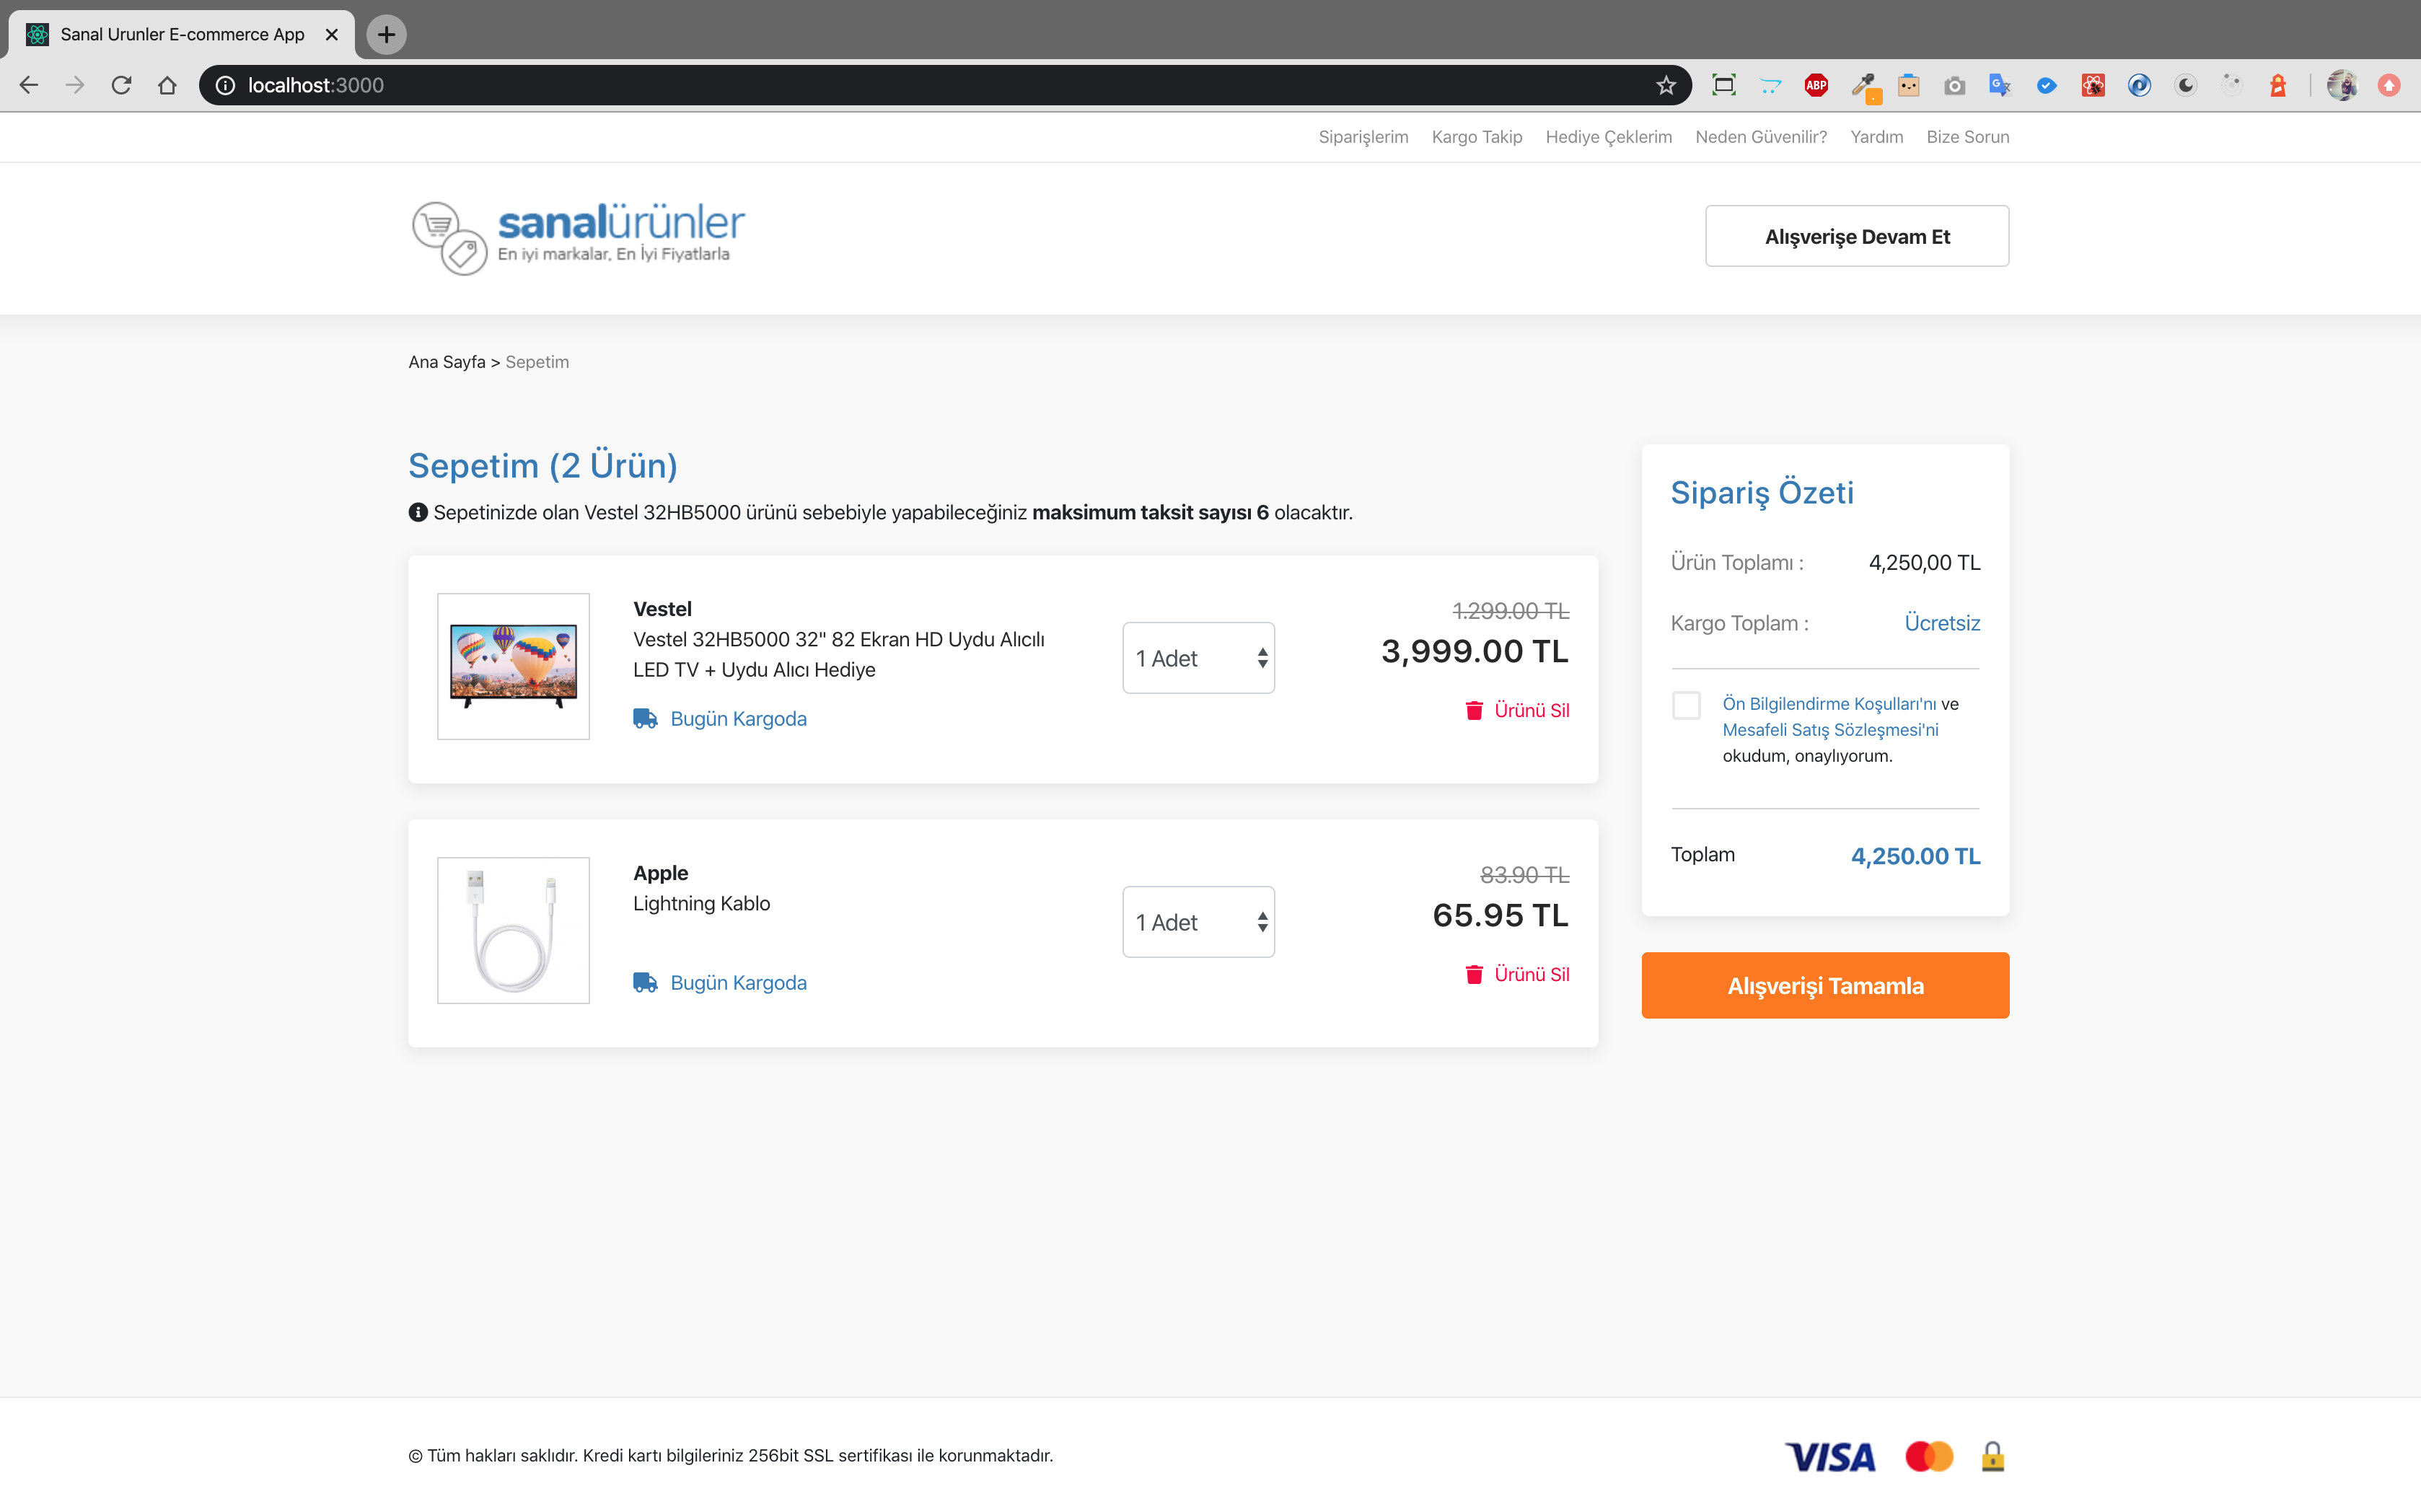 Sanal Urunler E-commerce App
localhost:3000
ABP
Siparişlerim Kargo Takip Hediye Çeklerim Neden Güvenilir? Yardım Bize Sorun
sanalürünler
En iyi markalar, En İyi Fiyatlarla
Alışverişe Devam Et
Ana Sayfa > Sepetim
Sepetim (2 Ürün)
Sepetinizde olan Vestel 32HB5000 ürünü sebebiyle yapabileceğiniz maksimum taksit sayısı 6 olacaktır.
Vestel
Vestel 32HB5000 32" 82 Ekran HD Uydu Alıcılı
LED TV + Uydu Alıcı Hediye
Bugün Kargoda
1 Adet
1.299.00 TL
3,999.00 TL
Ürünü Sil
Apple
Lightning Kablo
Bugün Kargoda
1 Adet
83.90 TL
65.95 TL
Ürünü Sil
Sipariş Özeti
Ürün Toplamı : 4,250,00 TL
Kargo Toplam : Ücretsiz
Ön Bilgilendirme Koşulları'nı ve
Mesafeli Satış Sözleşmesi'ni
okudum, onaylıyorum.
Toplam 4,250.00 TL
Alışverişi Tamamla
© Tüm hakları saklıdır. Kredi kartı bilgileriniz 256bit SSL sertifikası ile korunmaktadır.
VISA